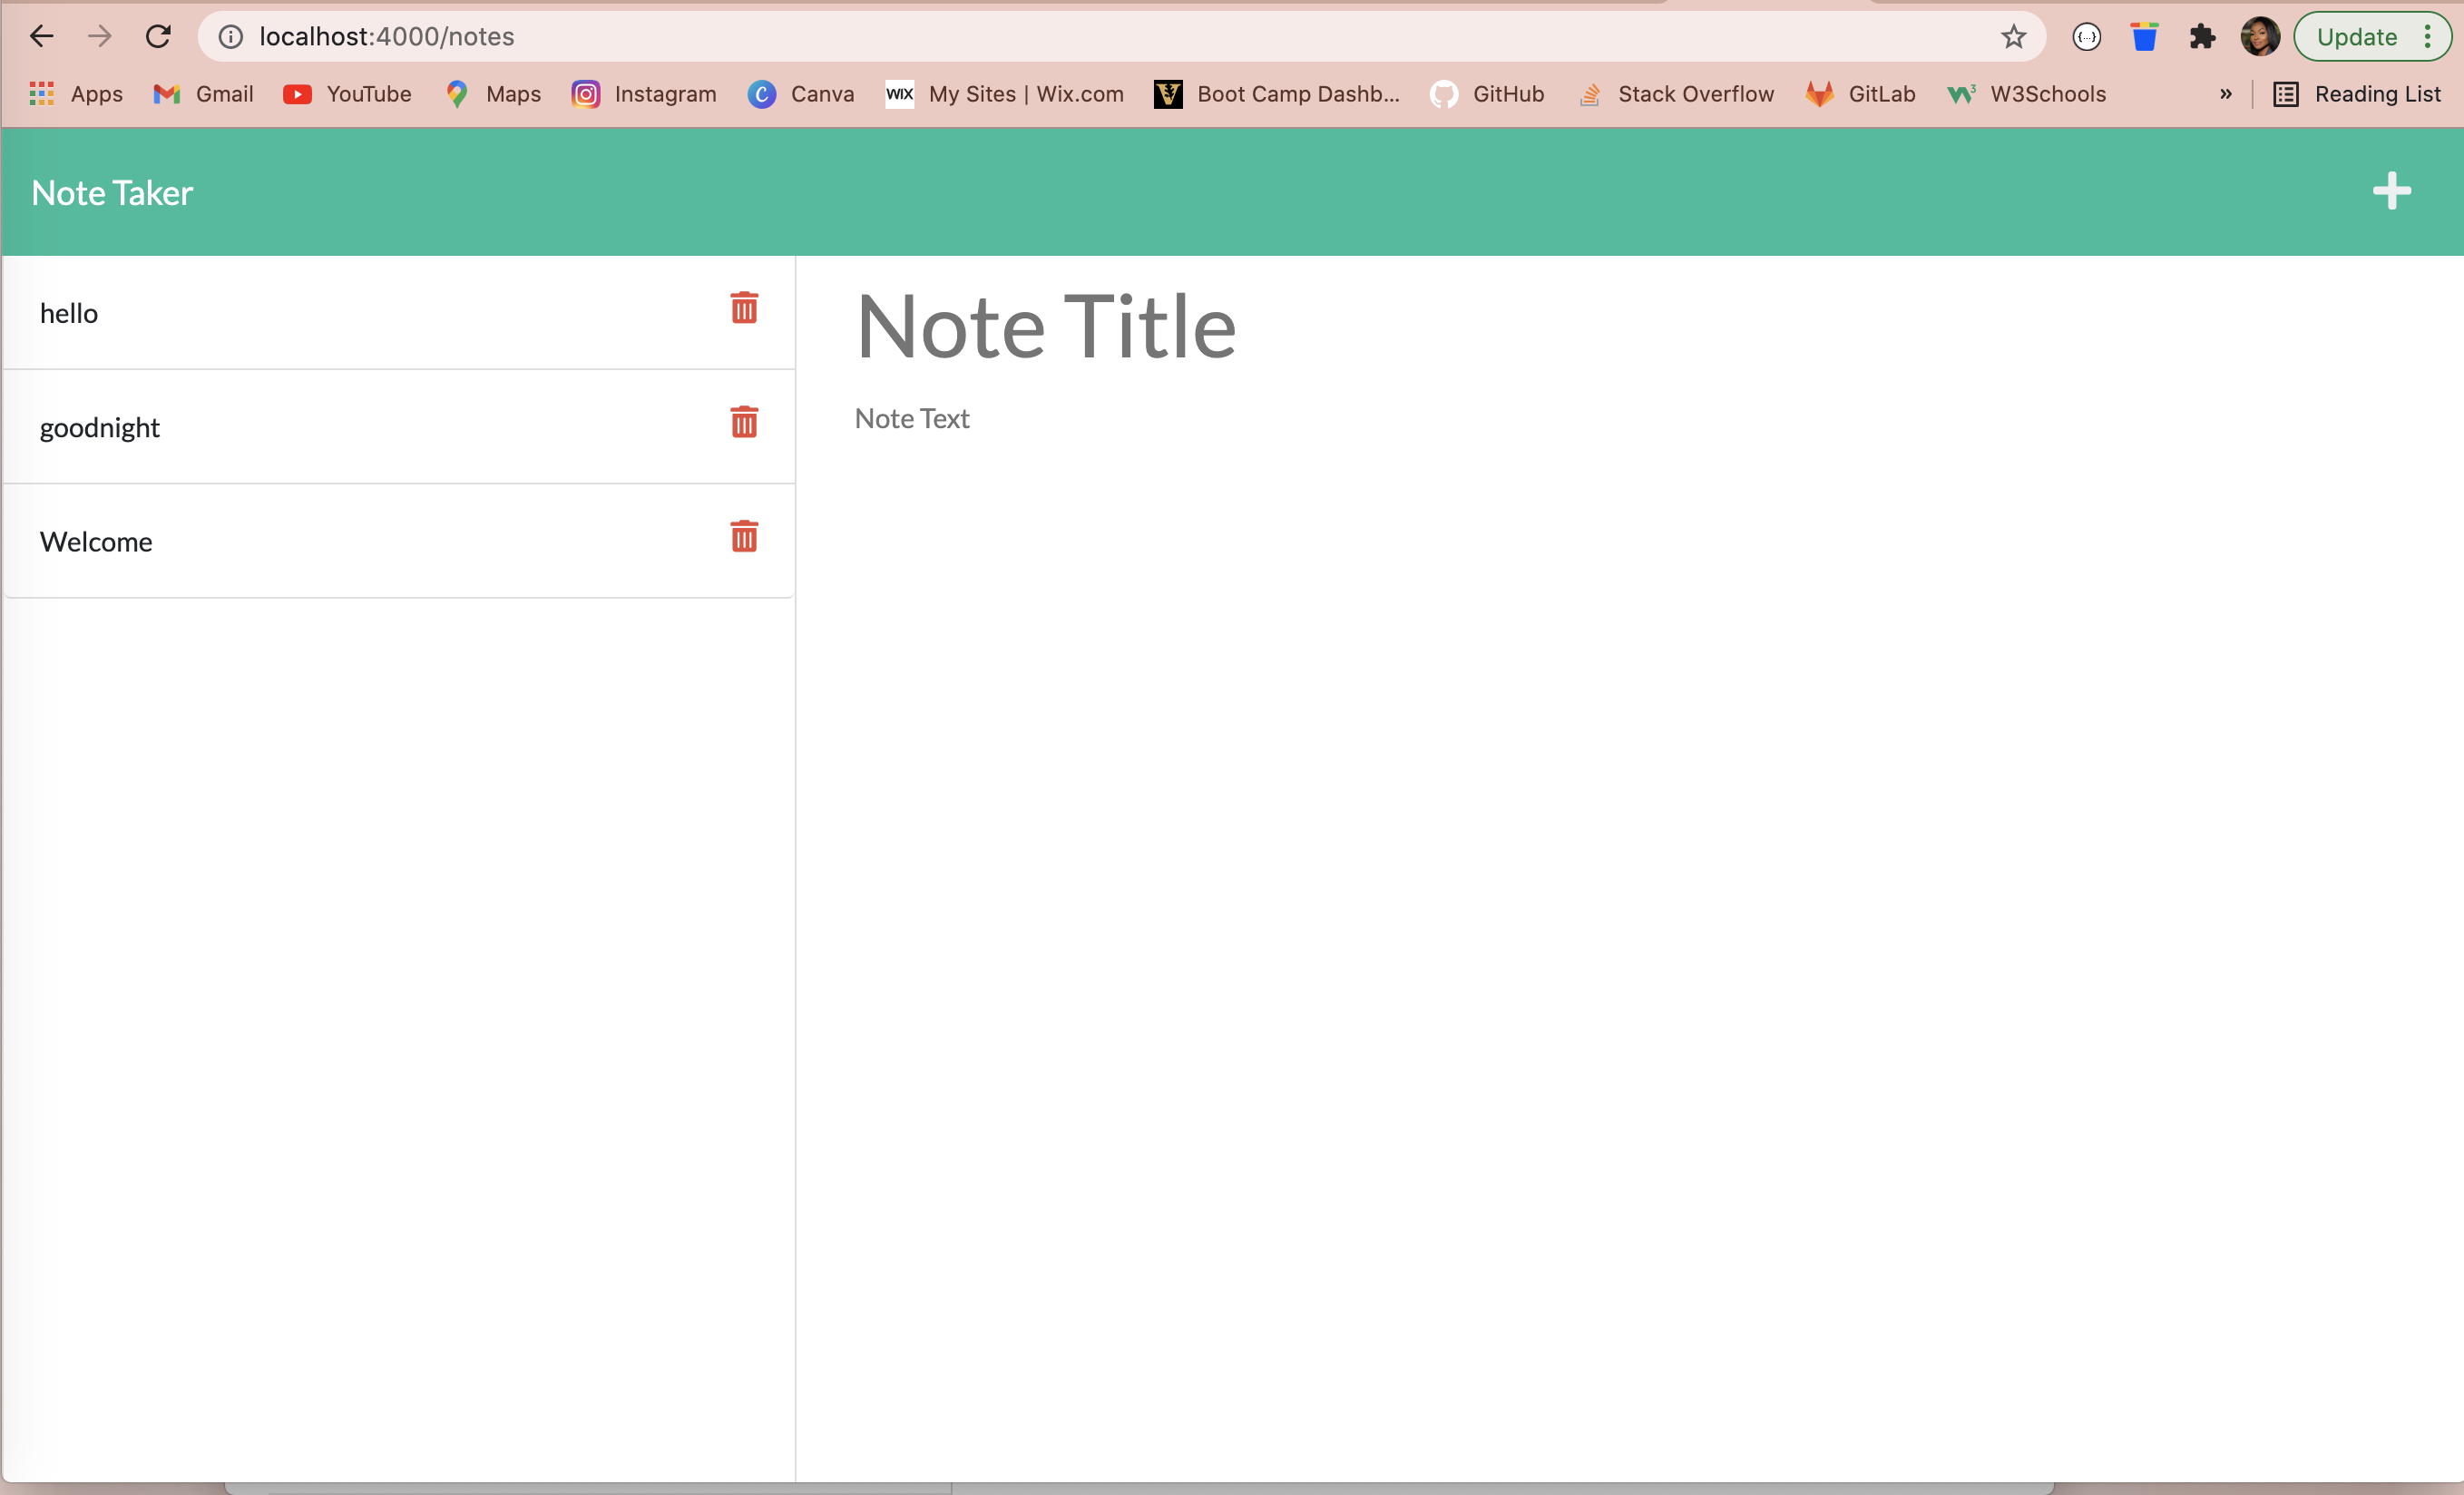 localhost:4000/notes
Update
Apps Gmail YouTube Maps Instagram Canva WIX My Sites | Wix.com Boot Camp Dashb... GitHub Stack Overflow GitLab W3Schools » Reading List
Note Taker
hello
goodnight
Welcome
Note Title
Note Text